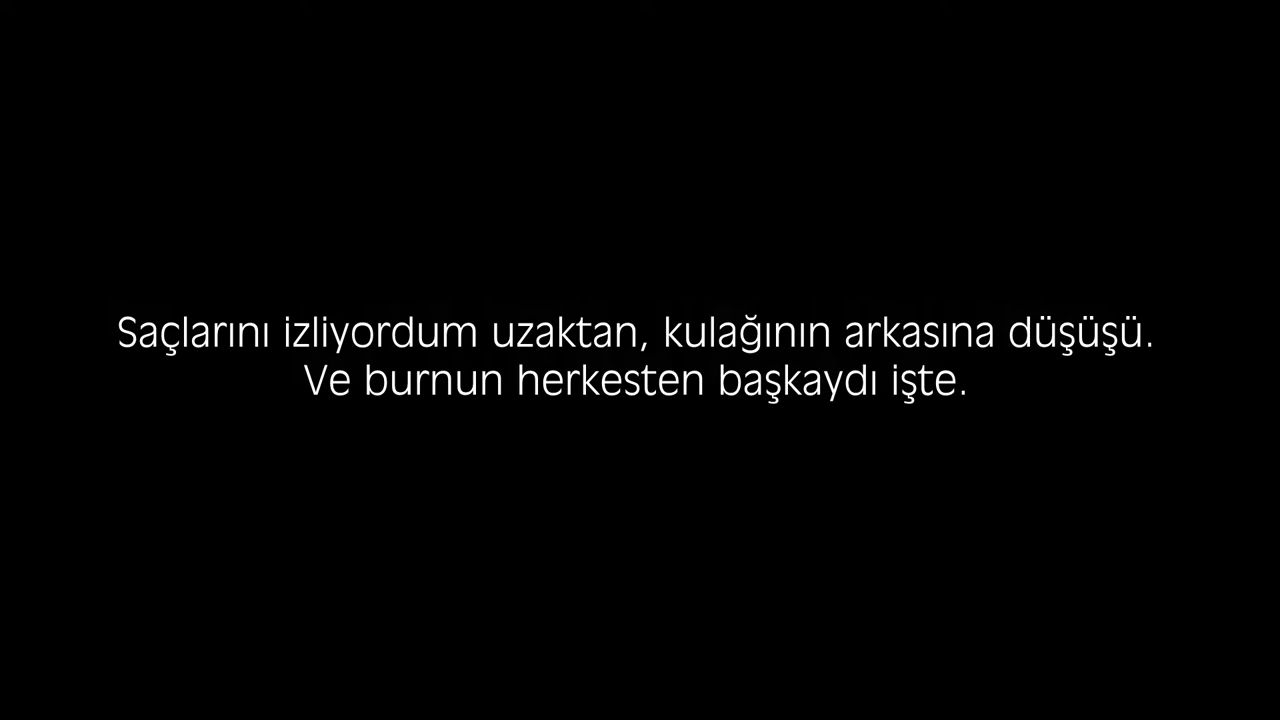 Saçlarını izliyordum uzaktan, kulağının arkasına düşüşü.
Ve burnun herkesten başkaydı işte.